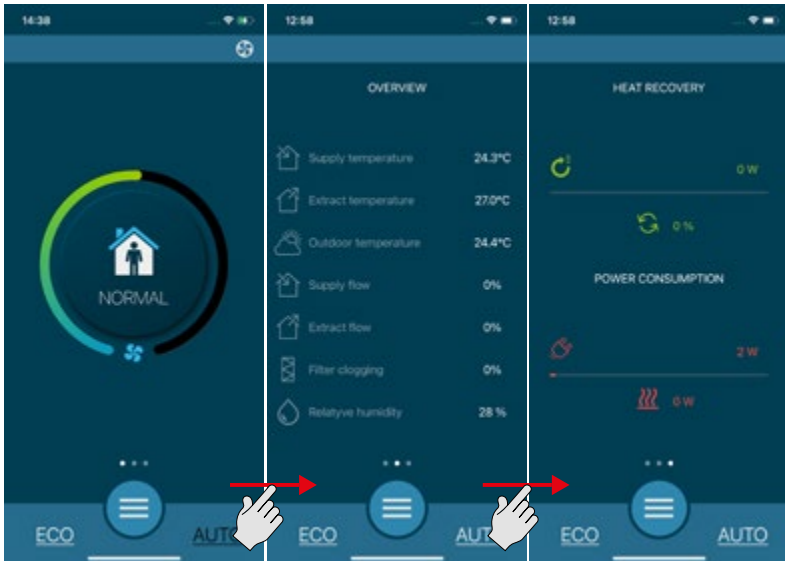 14:38
NORMAL
ECO
AUTO
12:58
OVERVIEW
Supply temperature 24.3°C
Extract temperature 27.0°C
Outdoor temperature 24.4°C
Supply flow 0%
Extract flow 0%
Filter clogging 0%
Relatyve humidity 28 %
ECO
AUTO
12:58
HEAT RECOVERY
0 W
0 %
POWER CONSUMPTION
2 W
0 W
ECO
AUTO